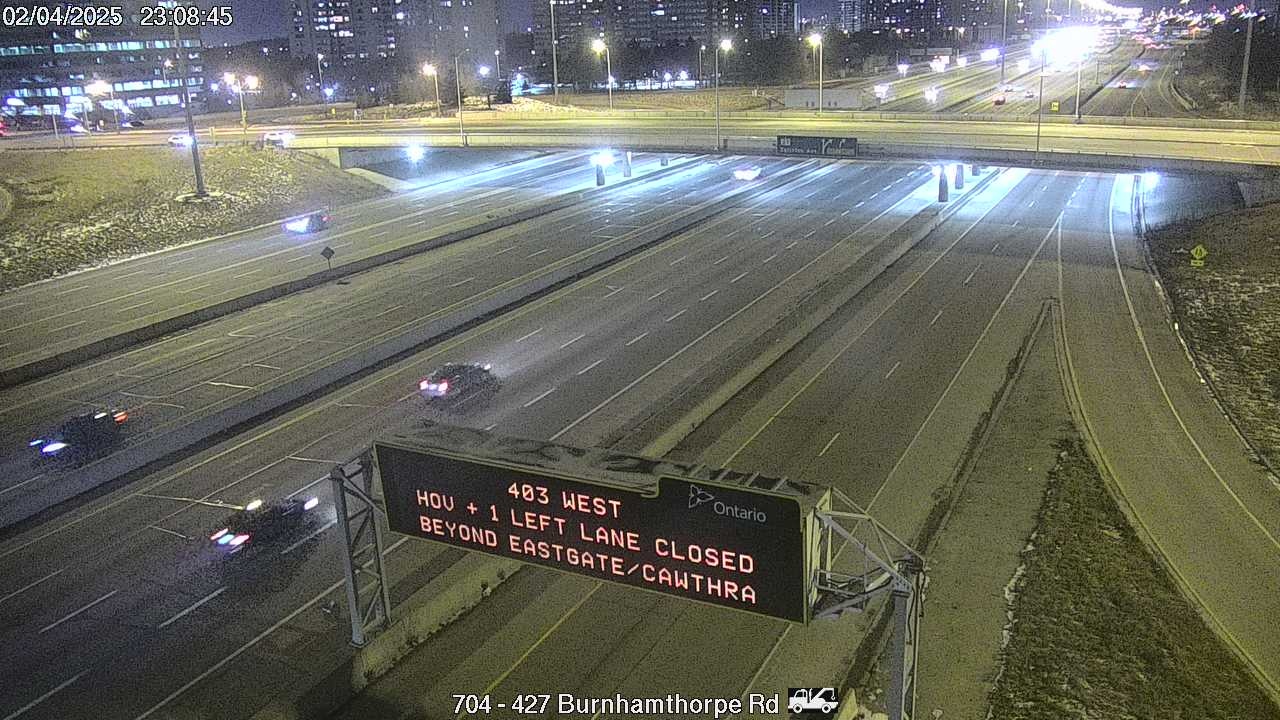 02/04/2025 23:08:45
403 WEST
HOV + 1 LEFT LANE CLOSED
BEYOND EASTGATE/CAWTHRA
Ontario
704 - 427 Burnhamthorpe Rd